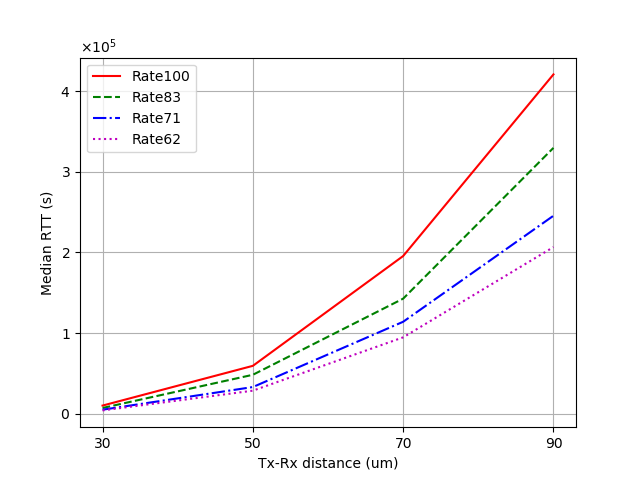 ×10⁵
Rate100
Rate83
Rate71
Rate62
4
3
2
1
0
Median RTT (s)
30 50 70 90
Tx-Rx distance (um)